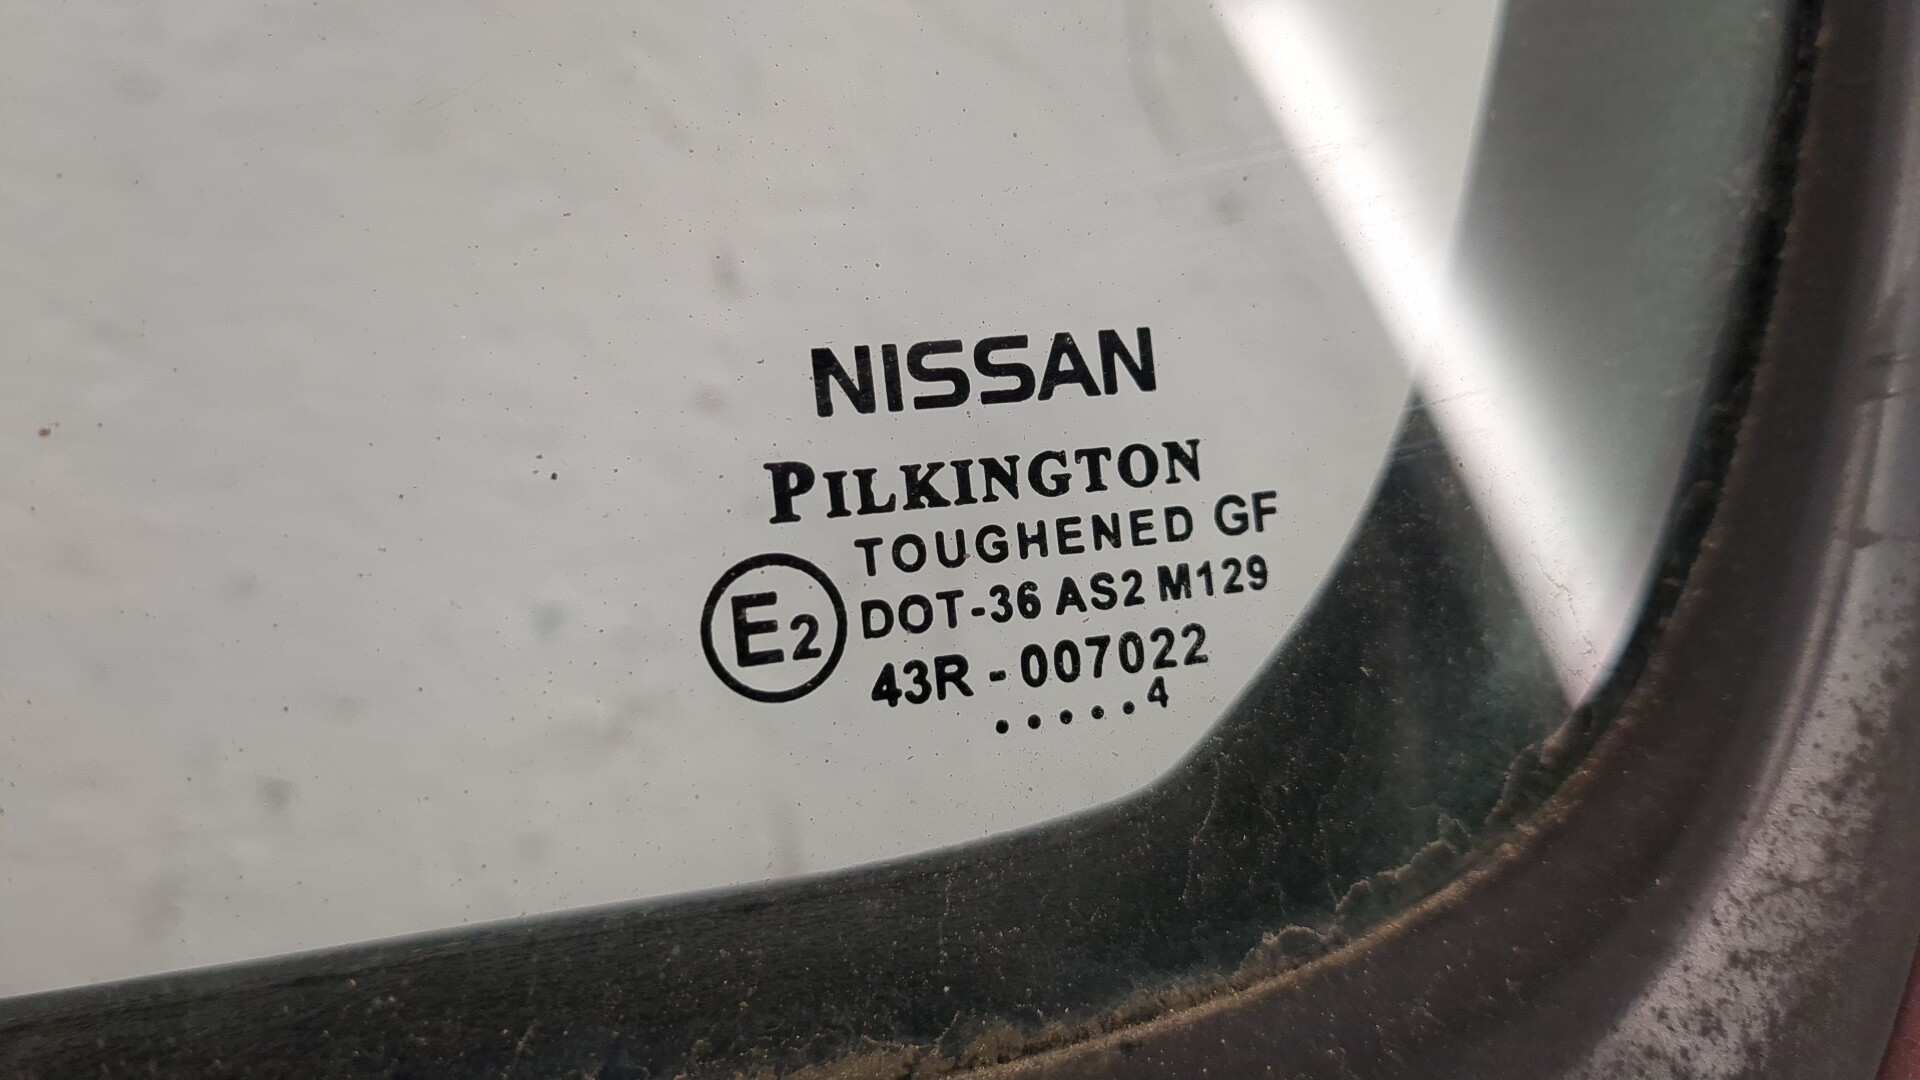 NISSAN
PILKINGTON
TOUGHENED GF
E2 DOT-36 AS2 M129
43R-007022
.....4